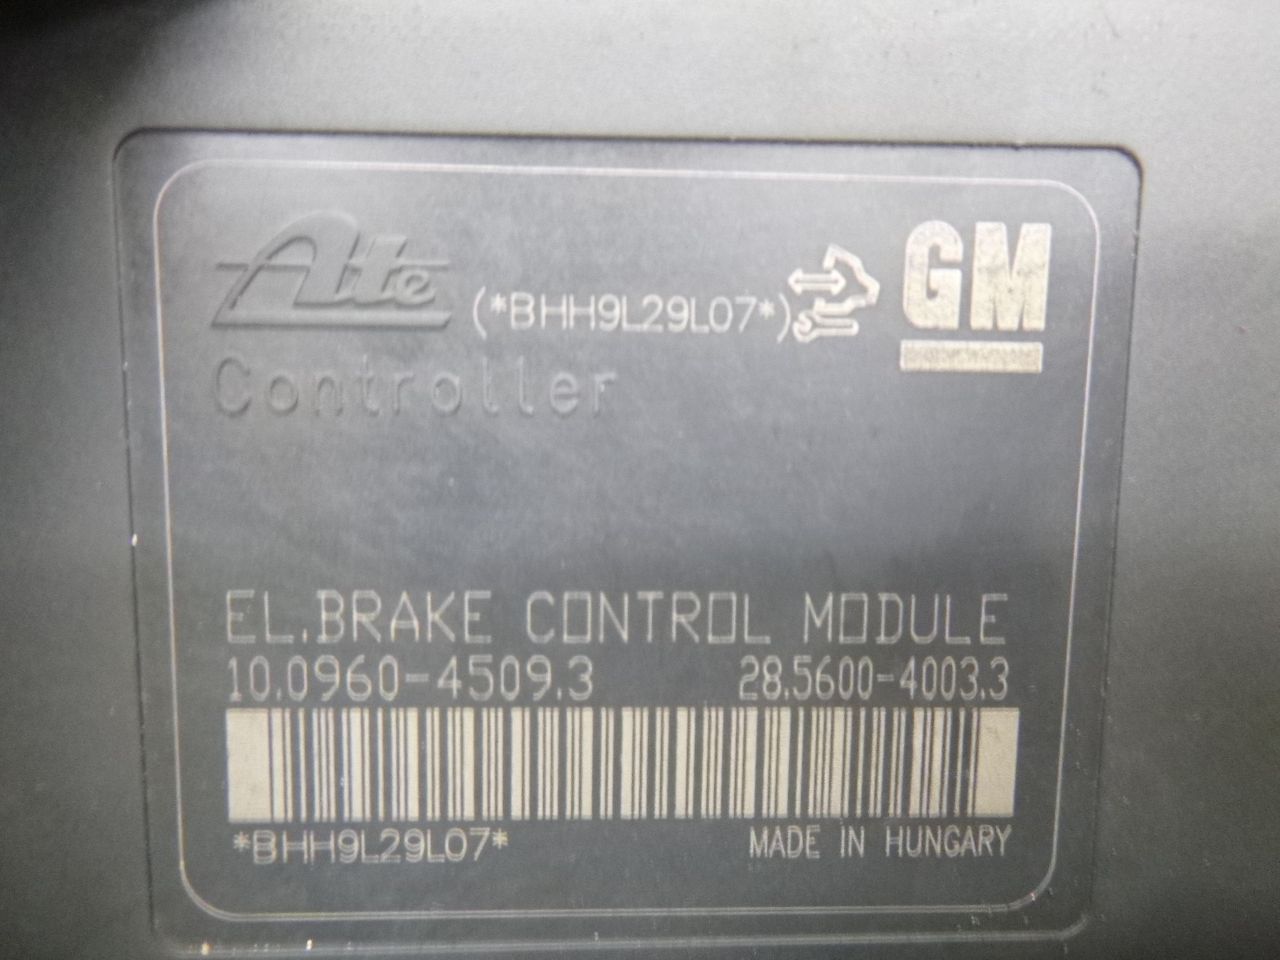 Ate (*BHH9L29L07*) GM
Controller
EL.BRAKE CONTROL MODULE
10.0960-4509.3 28.5600-4003.3
*BHH9L29L07* MADE IN HUNGARY